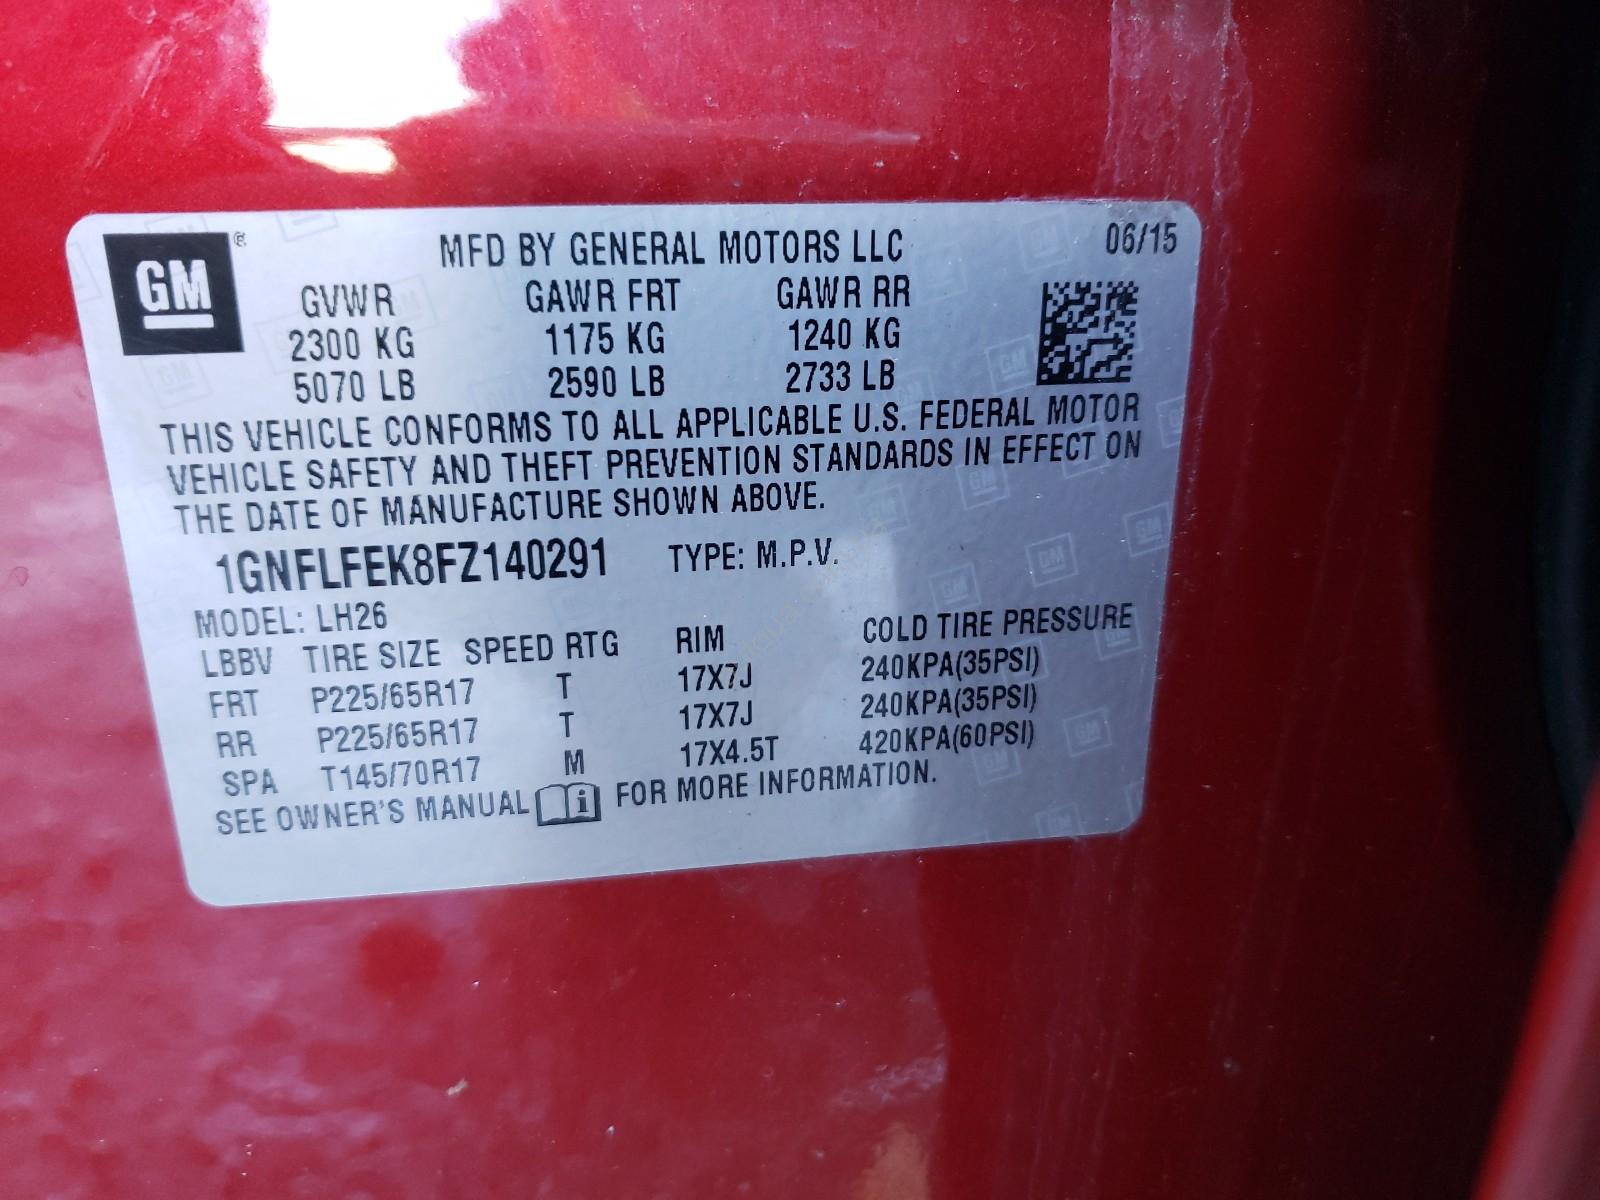 GM ® MFD BY GENERAL MOTORS LLC 06/15
GVWR GAWR FRT GAWR RR
2300 KG 1175 KG 1240 KG
5070 LB 2590 LB 2733 LB
THIS VEHICLE CONFORMS TO ALL APPLICABLE U.S. FEDERAL MOTOR
VEHICLE SAFETY AND THEFT PREVENTION STANDARDS IN EFFECT ON
THE DATE OF MANUFACTURE SHOWN ABOVE.
1GNFLFEK8FZ140291 TYPE: M.P.V.
MODEL: LH26
LBBV TIRE SIZE SPEED RTG RIM COLD TIRE PRESSURE
FRT P225/65R17 T 17X7J 240KPA(35PSI)
RR P225/65R17 T 17X7J 240KPA(35PSI)
SPA T145/70R17 M 17X4.5T 420KPA(60PSI)
SEE OWNER'S MANUAL FOR MORE INFORMATION.